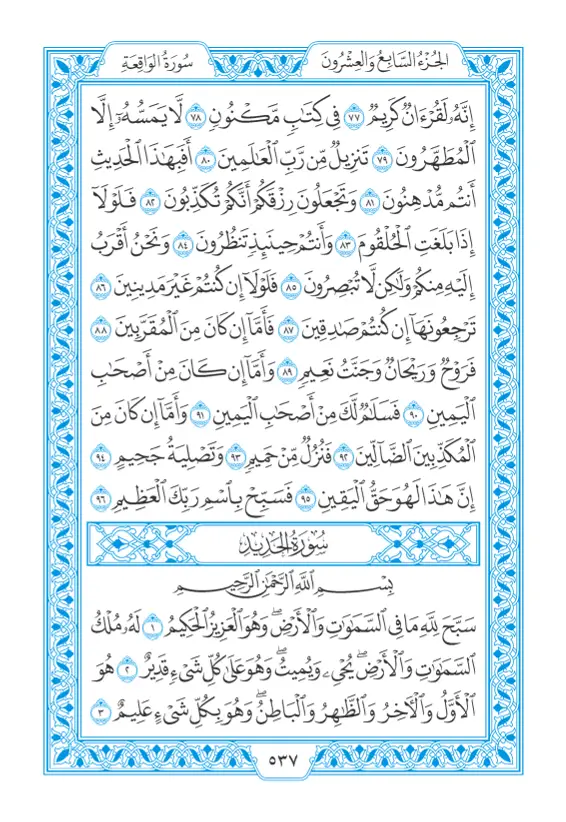 الجُزْءُ السَّابِعُ وَالعِشْرُونَ
سُورَةُ الوَاقِعَةِ
إِنَّهُۥ لَقُرْءَانٌ كَرِيمٌ ٧٧ فِي كِتَٰبٍ مَّكْنُونٍ ٧٨ لَّا يَمَسُّهُۥٓ إِلَّا
ٱلْمُطَهَّرُونَ ٧٩ تَنزِيلٌ مِّن رَّبِّ ٱلْعَٰلَمِينَ ٨٠ أَفَبِهَٰذَا ٱلْحَدِيثِ
أَنتُم مُّدْهِنُونَ ٨١ وَتَجْعَلُونَ رِزْقَكُمْ أَنَّكُمْ تُكَذِّبُونَ ٨٢ فَلَوْلَآ
إِذَا بَلَغَتِ ٱلْحُلْقُومَ ٨٣ وَأَنتُمْ حِينَئِذٍ تَنظُرُونَ ٨٤ وَنَحْنُ أَقْرَبُ
إِلَيْهِ مِنكُمْ وَلَٰكِن لَّا تُبْصِرُونَ ٨٥ فَلَوْلَآ إِن كُنتُمْ غَيْرَ مَدِينِينَ ٨٦
تَرْجِعُونَهَآ إِن كُنتُمْ صَٰدِقِينَ ٨٧ فَأَمَّآ إِن كَانَ مِنَ ٱلْمُقَرَّبِينَ ٨٨
فَرَوْحٌ وَرَيْحَانٌ وَجَنَّتُ نَعِيمٍ ٨٩ وَأَمَّآ إِن كَانَ مِنْ أَصْحَٰبِ
ٱلْيَمِينِ ٩٠ فَسَلَٰمٌ لَّكَ مِنْ أَصْحَٰبِ ٱلْيَمِينِ ٩١ وَأَمَّآ إِن كَانَ مِنَ
ٱلْمُكَذِّبِينَ ٱلضَّآلِّينَ ٩٢ فَنُزُلٌ مِّنْ حَمِيمٍ ٩٣ وَتَصْلِيَةُ جَحِيمٍ ٩٤
إِنَّ هَٰذَا لَهُوَ حَقُّ ٱلْيَقِينِ ٩٥ فَسَبِّحْ بِٱسْمِ رَبِّكَ ٱلْعَظِيمِ ٩٦
سُورَةُ الحَدِيدِ
بِسْمِ ٱللَّهِ ٱلرَّحْمَٰنِ ٱلرَّحِيمِ
سَبَّحَ لِلَّهِ مَا فِي ٱلسَّمَٰوَٰتِ وَٱلْأَرْضِۖ وَهُوَ ٱلْعَزِيزُ ٱلْحَكِيمُ ١ لَهُۥ مُلْكُ
ٱلسَّمَٰوَٰتِ وَٱلْأَرْضِۖ يُحْيِۦ وَيُمِيتُۖ وَهُوَ عَلَىٰ كُلِّ شَيْءٍ قَدِيرٌ ٢ هُوَ
ٱلْأَوَّلُ وَٱلْأٓخِرُ وَٱلظَّٰهِرُ وَٱلْبَاطِنُۖ وَهُوَ بِكُلِّ شَيْءٍ عَلِيمٌ ٣
٥٣٧